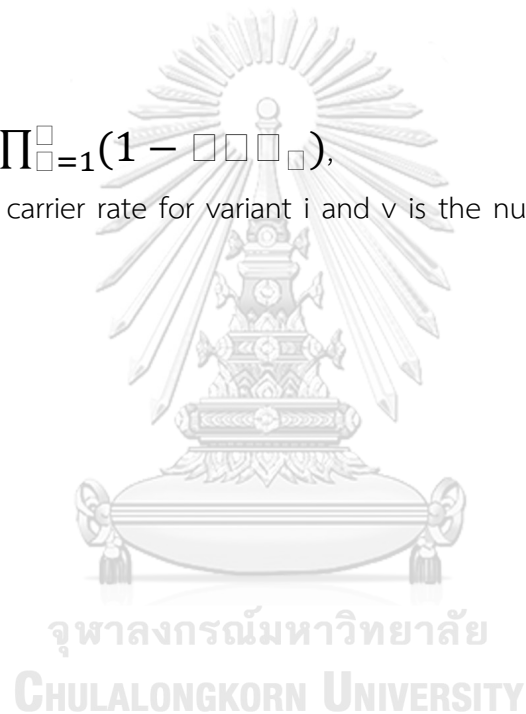 ∏□□=1(1 − □□□□),
carrier rate for variant i and v is the nu
จุฬาลงกรณ์มหาวิทยาลัย
CHULALONGKORN UNIVERSITY